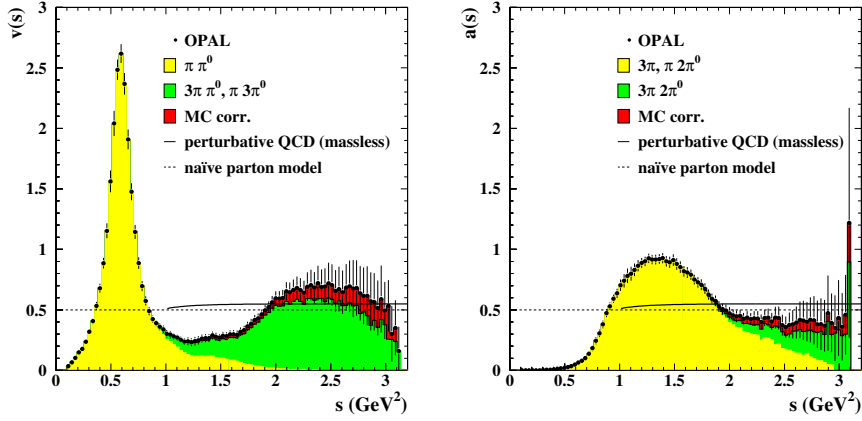 v(s)
3
2.5
2
1.5
1
0.5
0
0 0.5 1 1.5 2 2.5 3
s (GeV²)
OPAL
π π⁰
3π π⁰, π 3π⁰
MC corr.
perturbative QCD (massless)
naïve parton model
a(s)
3
2.5
2
1.5
1
0.5
0
0 0.5 1 1.5 2 2.5 3
s (GeV²)
OPAL
3π, π 2π⁰
3π 2π⁰
MC corr.
perturbative QCD (massless)
naïve parton model